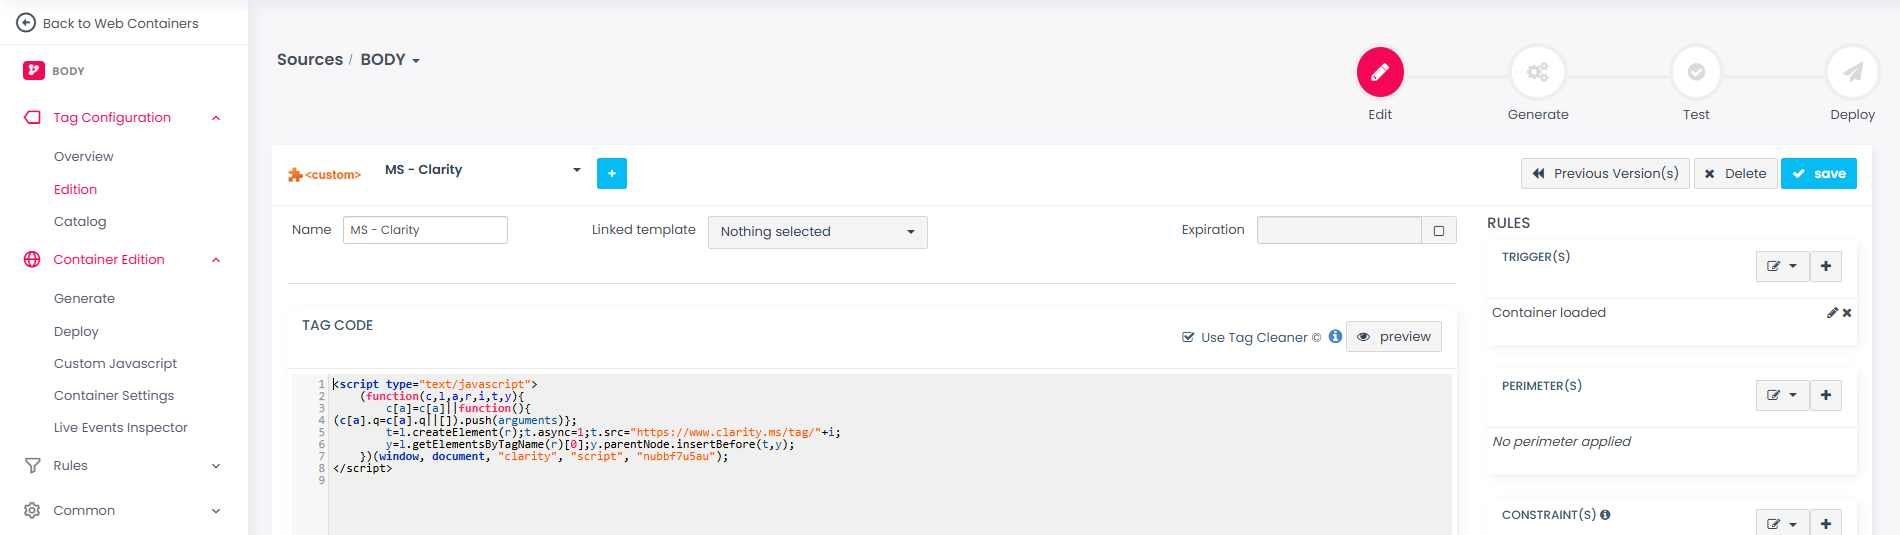 Back to Web Containers
BODY
Tag Configuration
Overview
Edition
Catalog
Container Edition
Generate
Deploy
Custom Javascript
Container Settings
Live Events Inspector
Rules
Common
Sources / BODY
Edit
Generate
Test
Deploy
<custom>
MS - Clarity
+
Previous Version(s)
Delete
save
Name
MS - Clarity
Linked template
Nothing selected
Expiration
TAG CODE
Use Tag Cleaner ©
preview
1 <script type="text/javascript">
2     (function(c,l,a,r,i,t,y){
3         c[a]=c[a]||function(){
4 (c[a].q=c[a].q||[]).push(arguments)};
5         t=l.createElement(r);t.async=1;t.src="https://www.clarity.ms/tag/"+i;
6         y=l.getElementsByTagName(r)[0];y.parentNode.insertBefore(t,y);
7     })(window, document, "clarity", "script", "nubbf7u5au");
8 </script>
9
RULES
TRIGGER(S)
Container loaded
PERIMETER(S)
No perimeter applied
CONSTRAINT(S)